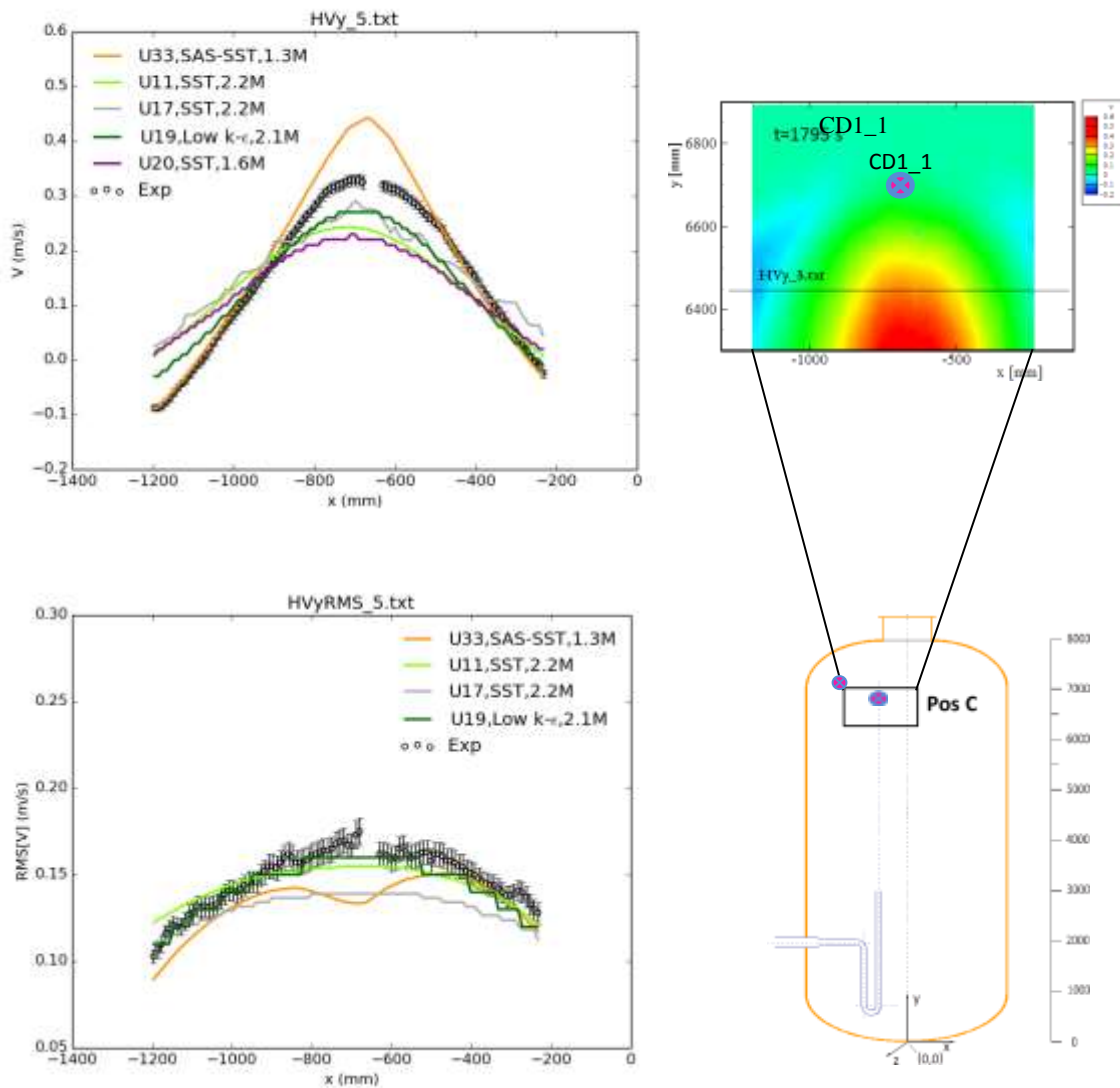 HVy_5.txt
0.6
0.5
0.4
0.3
0.2
0.1
0.0
−0.1
−0.2
V (m/s)
U33,SAS-SST,1.3M
U11,SST,2.2M
U17,SST,2.2M
U19,Low k-ε,2.1M
U20,SST,1.6M
Exp
−1400 −1200 −1000 −800 −600 −400 −200 0
x (mm)
CD1_1
t=1795 s
CD1_1
6800
6600
6400
y [mm]
-1000 -500
x [mm]
HVyRMS_5.txt
0.30
0.25
0.20
0.15
0.10
0.05
RMS[V] (m/s)
U33,SAS-SST,1.3M
U11,SST,2.2M
U17,SST,2.2M
U19,Low k-ε,2.1M
Exp
−1400 −1200 −1000 −800 −600 −400 −200 0
x (mm)
Pos C
8000
7000
6000
5000
4000
3000
2000
1000
0
y
x
z
(0,0)